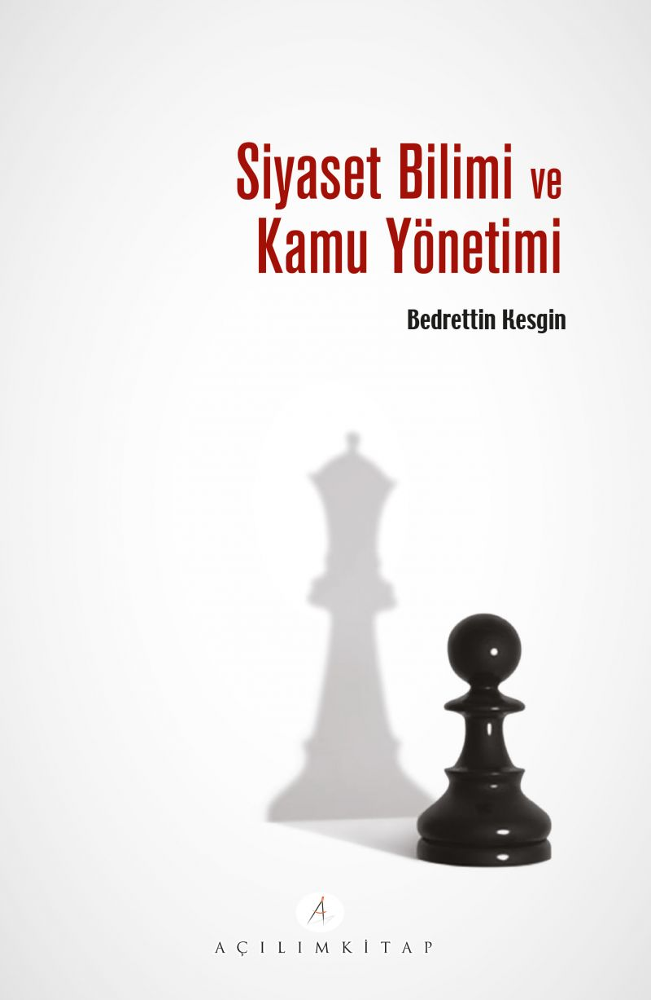 Siyaset Bilimi ve
Kamu Yönetimi
Bedrettin Kesgin
A
AÇILIMKİTAP